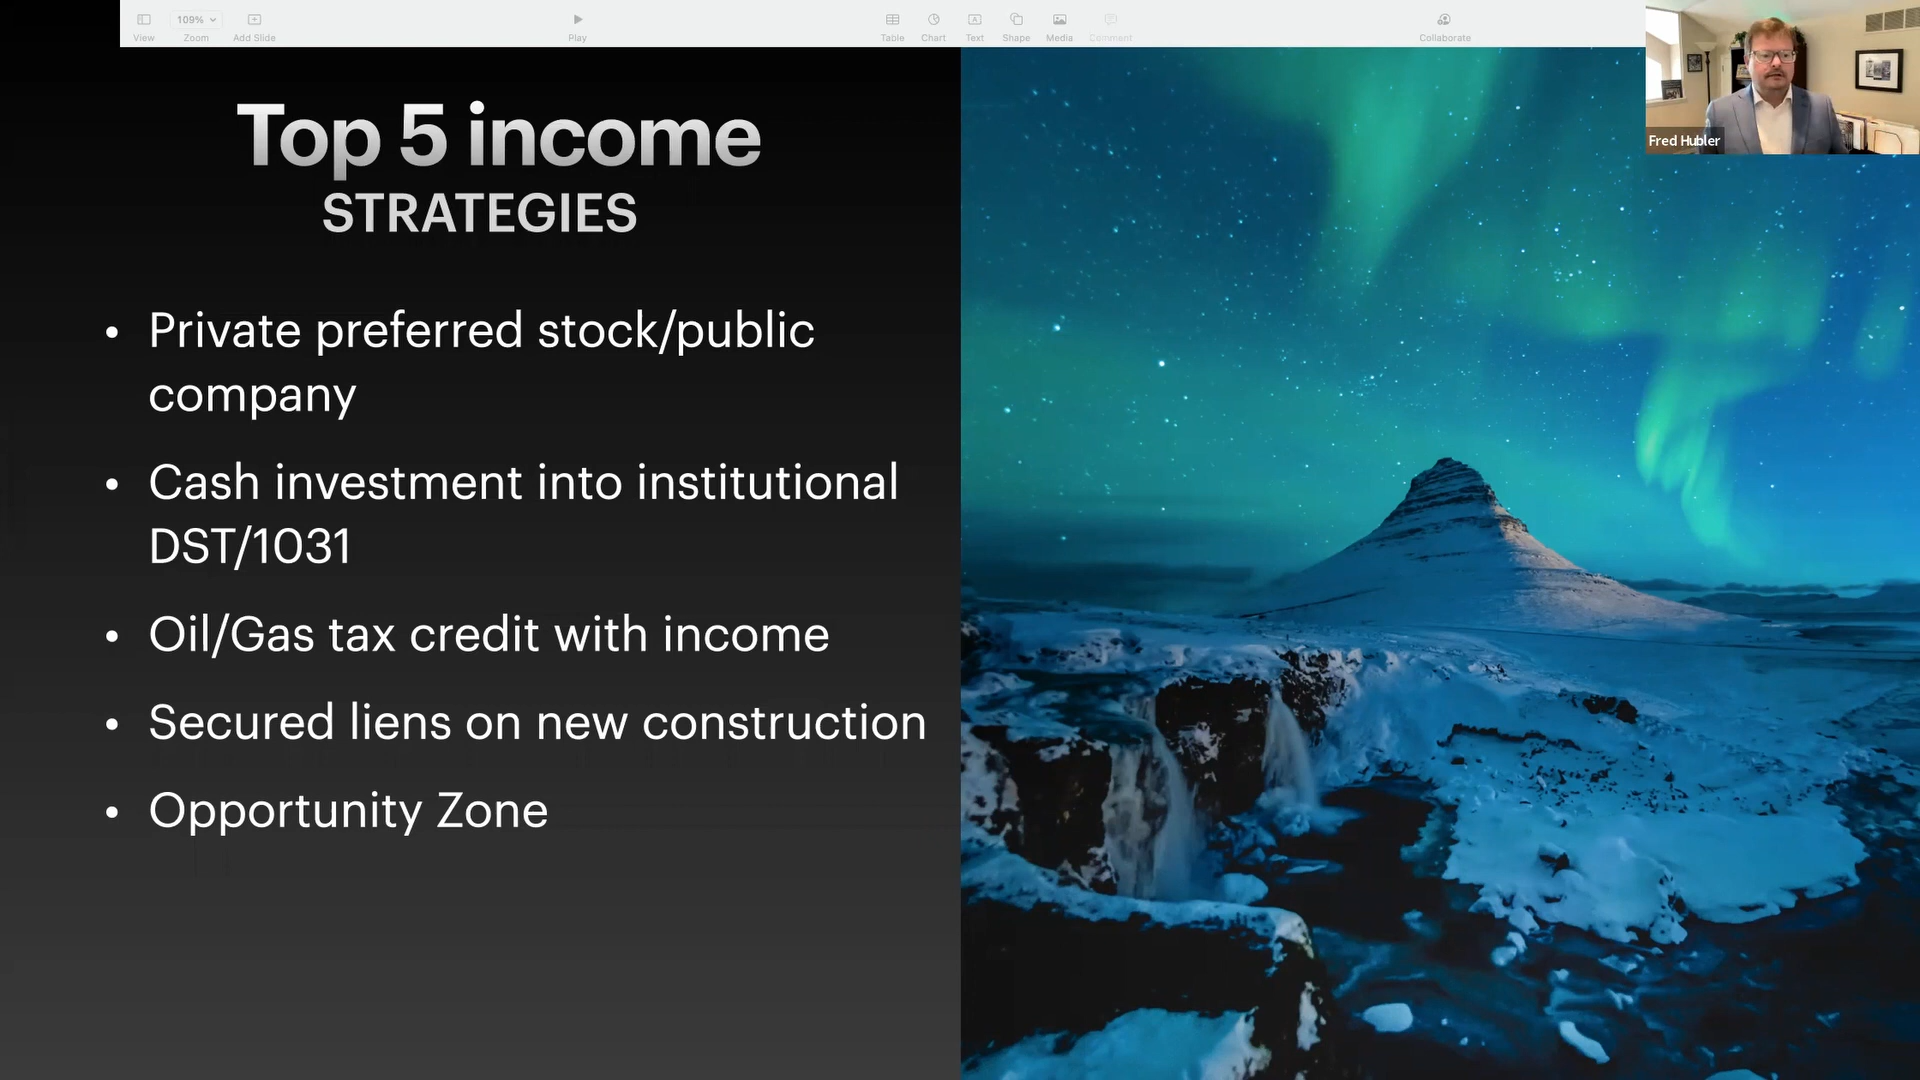 109%
View
Zoom
Add Slide
Play
Table
Chart
Text
Shape
Media
Comment
Collaborate
Fred Hubler
Top 5 income
STRATEGIES
• Private preferred stock/public
company
• Cash investment into institutional
DST/1031
• Oil/Gas tax credit with income
• Secured liens on new construction
• Opportunity Zone